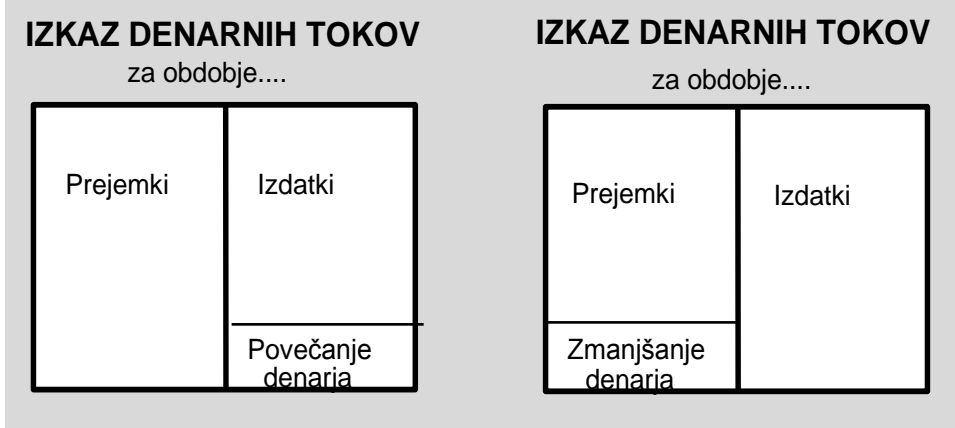 IZKAZ DENARNIH TOKOV
za obdobje....
Prejemki
Izdatki
Povečanje
denarja
IZKAZ DENARNIH TOKOV
za obdobje....
Prejemki
Izdatki
Zmanjšanje
denarja